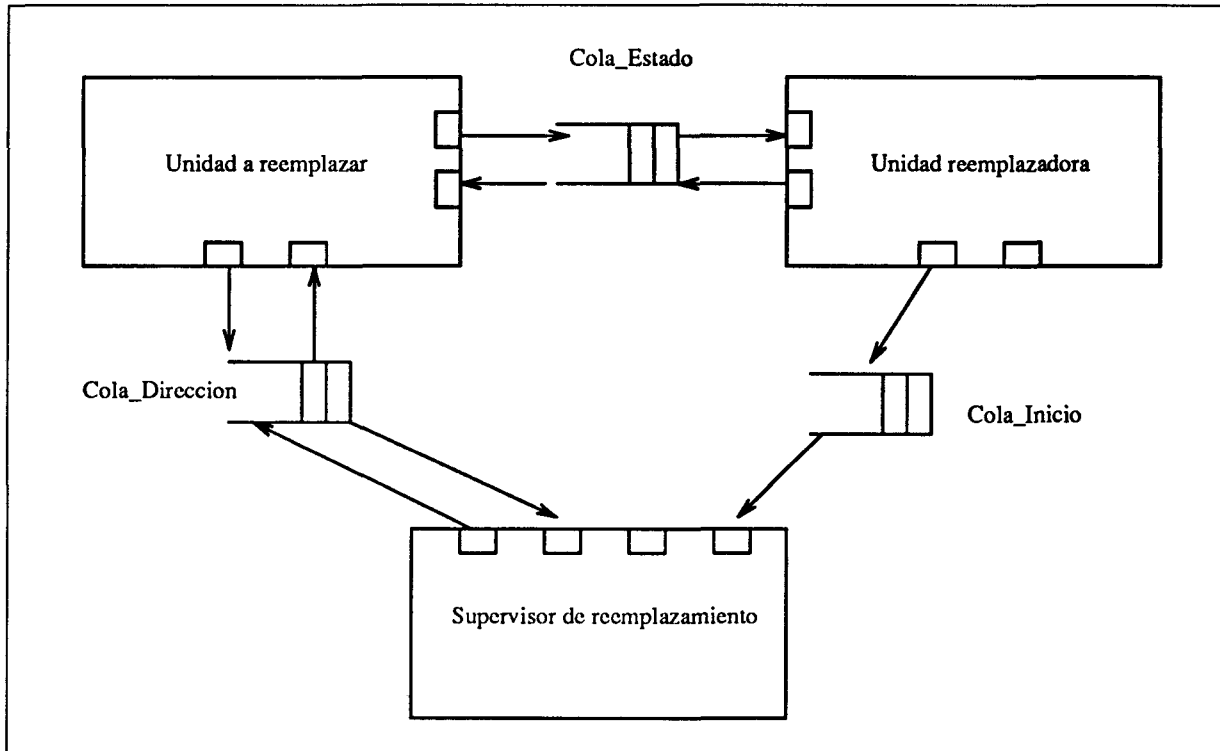 Cola_Estado
Unidad a reemplazar
Unidad reemplazadora
Cola_Direccion
Cola_Inicio
Supervisor de reemplazamiento